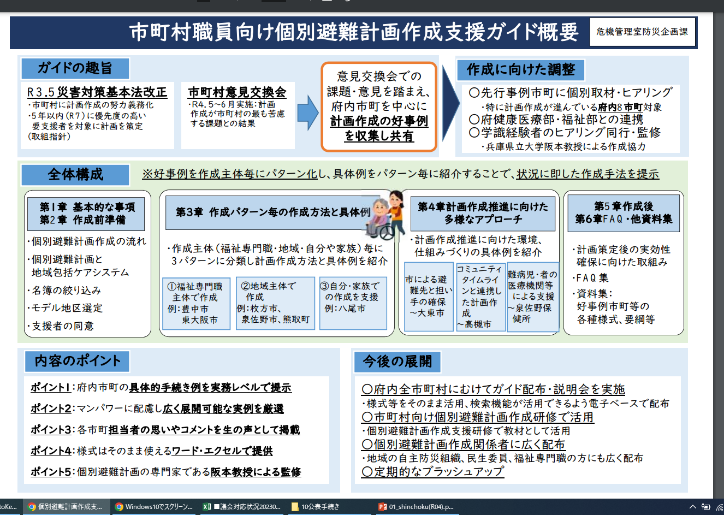 市町村職員向け個別避難計画作成支援ガイド概要
危機管理室防災企画課
ガイドの趣旨
R3.5災害対策基本法改正
・市町村に計画作成の努力義務化
・5年以内(R7)に優先度の高い
要支援者を対象に計画を策定
(取組指針)
市町村意見交換会
・R4.5~6月実施:計画
作成が市町村の最も苦慮
する課題との結果
意見交換会での
課題・意見を踏まえ、
府内市町を中心に
計画作成の好事例
を収集し共有
作成に向けた調整
○先行事例市町に個別取材・ヒアリング
・特に計画作成が進んでいる府内8市町対象
○府健康医療部・福祉部との連携
○学識経験者のヒアリング同行・監修
・兵庫県立大学阪本教授による作成協力
全体構成
※好事例を作成主体毎にパターン化し、具体例をパターン毎に紹介することで、状況に即した作成手法を提示
第1章 基本的な事項
第2章 作成前準備
・個別避難計画作成の流れ
・個別避難計画と
地域包括ケアシステム
・名簿の絞り込み
・モデル地区選定
・支援者の同意
第3章 作成パターン毎の作成方法と具体例
・作成主体(福祉専門職・地域・自分や家族)毎に
3パターンに分類し計画作成方法と具体例を紹介
①福祉専門職
主体で作成
例:豊中市
東大阪市
②地域主体で
作成
例:枚方市、
泉佐野市、熊取町
③自分・家族で
の作成を支援
例:八尾市
第4章計画作成推進に向けた
多様なアプローチ
・計画作成推進に向けた環境、
仕組みづくりの具体例を紹介
市による避
難先と担い
手の確保
~大東市
コミュニティ
タイムライ
ンと連携し
た計画作
成
~高槻市
難病児・者の
医療機関等
による支援
~泉佐野保
健所
第5章作成後
第6章FAQ・他資料集
・計画策定後の実効性
確保に向けた取組み
・FAQ集
・資料集:
好事例市町等の
各種様式、要綱等
内容のポイント
ポイント1:府内市町の具体的手続き例を実務レベルで提示
ポイント2:マンパワーに配慮し広く展開可能な実例を厳選
ポイント3:各市町担当者の思いやコメントを生の声として掲載
ポイント4:様式はそのまま使えるワード・エクセルで提供
ポイント5:個別避難計画の専門家である阪本教授による監修
今後の展開
○府内全市町村にむけてガイド配布・説明会を実施
・様式等をそのまま活用、検索機能が活用できるよう電子ベースで配布
○市町村向け個別避難計画作成研修で活用
・個別避難計画作成支援研修で教材として活用
○個別避難計画作成関係者に広く配布
・地域の自主防災組織、民生委員、福祉専門職の方にも広く配布
○定期的なブラッシュアップ
oKe...
個別避難計画作成支...
Windows10でスクリーン...
■議会対応状況20230...
10公表手続き
01_shinchoku(R04).p...